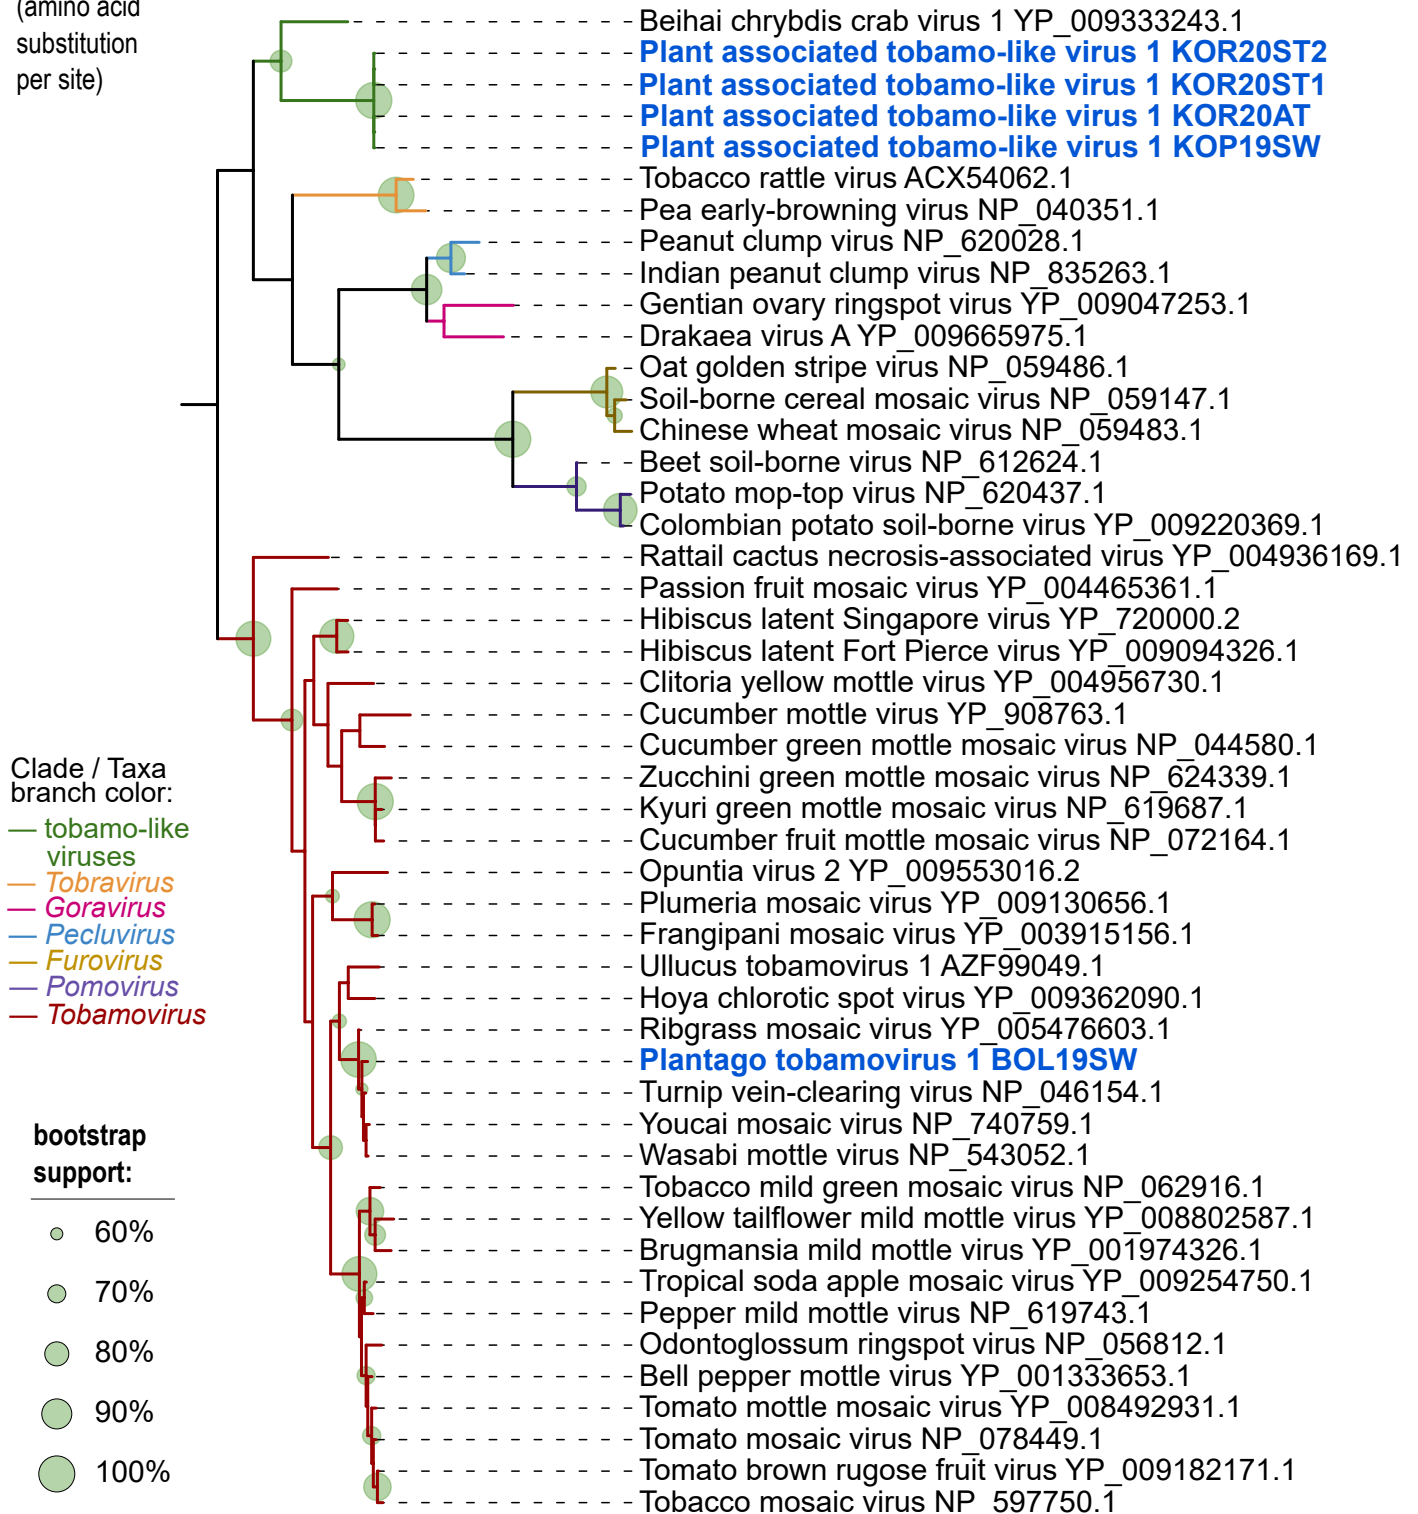 (amino acid
substitution
per site)
Beihai chrybdis crab virus 1 YP_009333243.1
Plant associated tobamo-like virus 1 KOR20ST2
Plant associated tobamo-like virus 1 KOR20ST1
Plant associated tobamo-like virus 1 KOR20AT
Plant associated tobamo-like virus 1 KOP19SW
Tobacco rattle virus ACX54062.1
Pea early-browning virus NP_040351.1
Peanut clump virus NP_620028.1
Indian peanut clump virus NP_835263.1
Gentian ovary ringspot virus YP_009047253.1
Drakaea virus A YP_009665975.1
Oat golden stripe virus NP_059486.1
Soil-borne cereal mosaic virus NP_059147.1
Chinese wheat mosaic virus NP_059483.1
Beet soil-borne virus NP_612624.1
Potato mop-top virus NP_620437.1
Colombian potato soil-borne virus YP_009220369.1
Rattail cactus necrosis-associated virus YP_004936169.1
Passion fruit mosaic virus YP_004465361.1
Hibiscus latent Singapore virus YP_720000.2
Hibiscus latent Fort Pierce virus YP_009094326.1
Clitoria yellow mottle virus YP_004956730.1
Cucumber mottle virus YP_908763.1
Cucumber green mottle mosaic virus NP_044580.1
Zucchini green mottle mosaic virus NP_624339.1
Kyuri green mottle mosaic virus NP_619687.1
Cucumber fruit mottle mosaic virus NP_072164.1
Opuntia virus 2 YP_009553016.2
Plumeria mosaic virus YP_009130656.1
Frangipani mosaic virus YP_003915156.1
Ullucus tobamovirus 1 AZF99049.1
Hoya chlorotic spot virus YP_009362090.1
Ribgrass mosaic virus YP_005476603.1
Plantago tobamovirus 1 BOL19SW
Turnip vein-clearing virus NP_046154.1
Youcai mosaic virus NP_740759.1
Wasabi mottle virus NP_543052.1
Tobacco mild green mosaic virus NP_062916.1
Yellow tailflower mild mottle virus YP_008802587.1
Brugmansia mild mottle virus YP_001974326.1
Tropical soda apple mosaic virus YP_009254750.1
Pepper mild mottle virus NP_619743.1
Odontoglossum ringspot virus NP_056812.1
Bell pepper mottle virus YP_001333653.1
Tomato mottle mosaic virus YP_008492931.1
Tomato mosaic virus NP_078449.1
Tomato brown rugose fruit virus YP_009182171.1
Tobacco mosaic virus NP_597750.1
Clade / Taxa
branch color:
tobamo-like
viruses
Tobravirus
Goravirus
Pecluvirus
Furovirus
Pomovirus
Tobamovirus
bootstrap
support:
60%
70%
80%
90%
100%